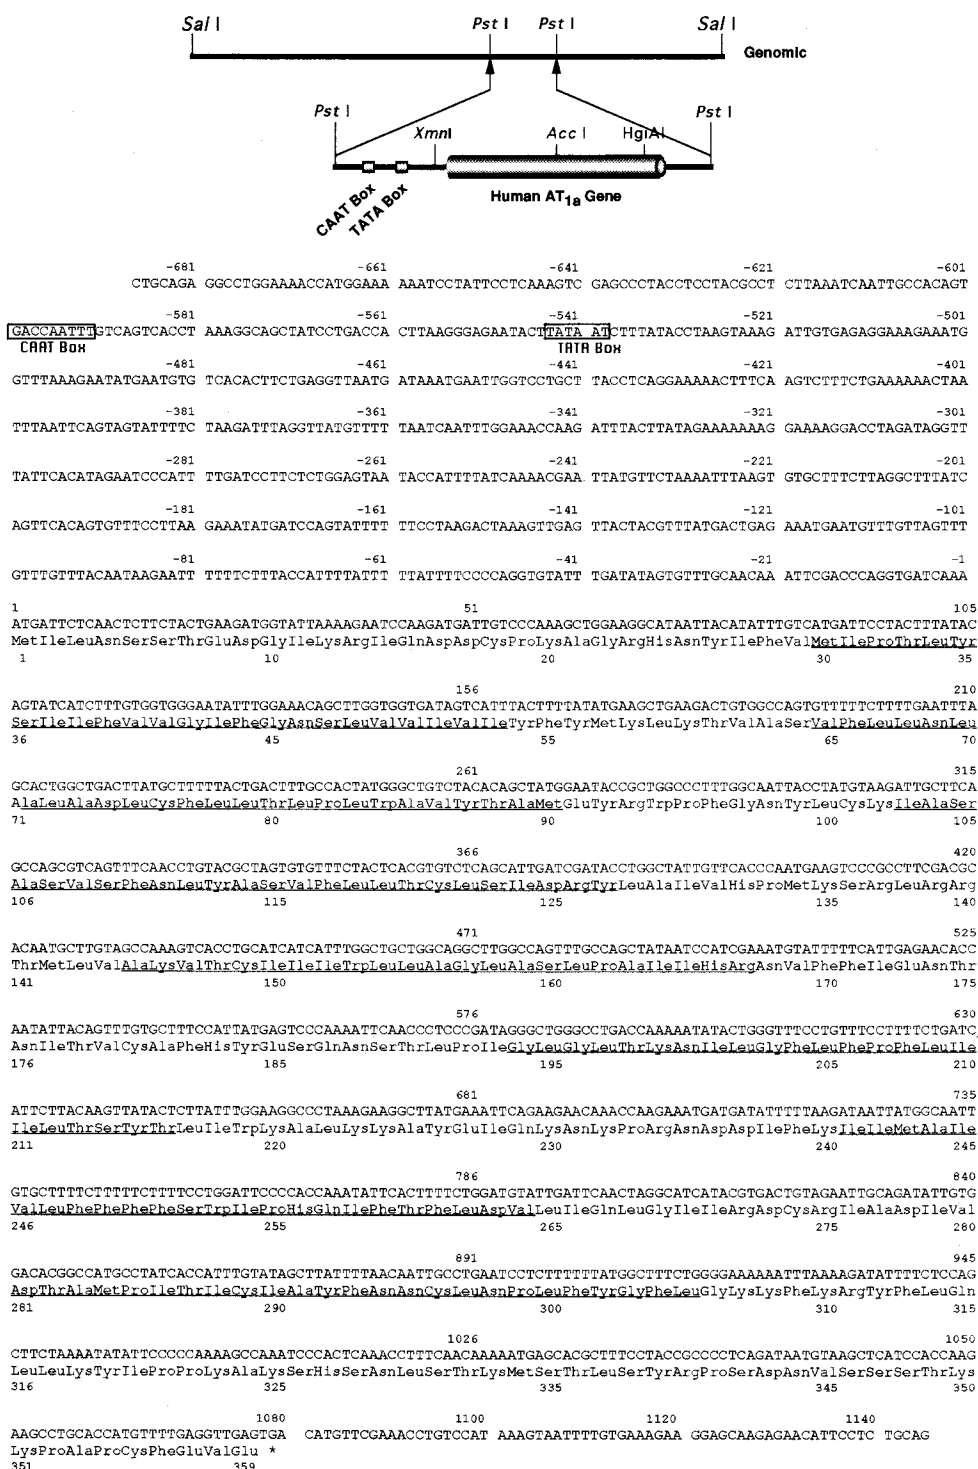 Sal I Pst I Pst I Sal I
Genomic
Pst I XmnI Acc I HgiAI Pst I
CAAT Box
TATA Box
Human AT1a Gene
-681 -661 -641 -621 -601
CTGCAGA GGCCTGGAAAACCATGGAAA AAATCCTATTCCTCAAAGTC GAGCCCTACCTCCTACGCCT CTTAAATCAATTGCCACAGT
-581 -561 -541 -521 -501
GACCAATTTGTCAGTCACCT AAAGGCAGCTATCCTGACCA CTTAAGGGAGAATACTTATA ATCTTTATACCTAAGTAAAG ATTGTGAGAGGAAAGAAATG
CAAT Box TATA Box
-481 -461 -441 -421 -401
GTTTAAAGAATATGAATGTG TCACACTTCTGAGGTTAATG ATAAATGAATTGGTCCTGCT TACCTCAGGAAAAACTTTCA AGTCTTTCTGAAAAAACTAA
-381 -361 -341 -321 -301
TTTAATTCAGTAGTATTTTC TAAGATTTAGGTTATGTTTT TAATCAATTTGGAAACCAAG ATTTACTTATAGAAAAAAAG GAAAAGGACCTAGATAGGTT
-281 -261 -241 -221 -201
TATTCACATAGAATCCCATT TTGATCCTTCTCTGGAGTAA TACCATTTTATCAAAACGAA TTATGTTCTAAAATTTAAGT GTGCTTTCTTAGGCTTTATC
-181 -161 -141 -121 -101
AGTTCACAGTGTTTCCTTAA GAAATATGATCCAGTATTTT TTCCTAAGACTAAAGTTGAG TTACTACGTTTATGACTGAG AAATGAATGTTTGTTAGTTT
-81 -61 -41 -21 -1
GTTTGTTTACAATAAGAATT TTTTCTTTACCATTTTATTT TTATTTTCCCCAGGTGTATT TGATATAGTGTTTGCAACAA ATTCGACCCAGGTGATCAAA
1 51 105
ATGATTCTCAACTCTTCTACTGAAGATGGTATTAAAAGAATCCAAGATGATTGTCCCAAAGCTGGAAGGCATAATTACATATTTGTCATGATTCCTACTTTATAC
MetIleLeuAsnSerSerThrGluAspGlyIleLysArgIleGlnAspAspCysProLysAlaGlyArgHisAsnTyrIlePheValMetIleProThrLeuTyr
1 10 20 30 35
156 210
AGTATCATCTTTGTGGTGGGAATATTTGGAAACAGCTTGGTGGTGATAGTCATTTACTTTTATATGAAGCTGAAGACTGTGGCCAGTGTTTTTCTTTTGAATTTA
SerIleIlePheValValGlyIlePheGlyAsnSerLeuValValIleValIleTyrPheTyrMetLysLeuLysThrValAlaSerValPheLeuLeuAsnLeu
36 45 55 65 70
261 315
GCACTGGCTGACTTATGCTTTTTACTGACTTTGCCACTATGGGCTGTCTACACAGCTATGGAATACCGCTGGCCCTTTGGCAATTACCTATGTAAGATTGCTTCA
AlaLeuAlaAspLeuCysPheLeuLeuThrLeuProLeuTrpAlaValTyrThrAlaMetGluTyrArgTrpProPheGlyAsnTyrLeuCysLysIleAlaSer
71 80 90 100 105
366 420
GCCAGCGTCAGTTTCAACCTGTACGCTAGTGTGTTTCTACTCACGTGTCTCAGCATTGATCGATACCTGGCTATTGTTCACCCAATGAAGTCCCGCCTTCGACGC
AlaSerValSerPheAsnLeuTyrAlaSerValPheLeuLeuThrCysLeuSerIleAspArgTyrLeuAlaIleValHisProMetLysSerArgLeuArgArg
106 115 125 135 140
471 525
ACAATGCTTGTAGCCAAAGTCACCTGCATCATCATTTGGCTGCTGGCAGGCTTGGCCAGTTTGCCAGCTATAATCCATCGAAATGTATTTTTCATTGAGAACACC
ThrMetLeuValAlaLysValThrCysIleIleIleTrpLeuLeuAlaGlyLeuAlaSerLeuProAlaIleIleHisArgAsnValPhePheIleGluAsnThr
141 150 160 170 175
576 630
AATATTACAGTTTGTGCTTTCCATTATGAGTCCCAAAATTCAACCCTCCCGATAGGGCTGGGCCTGACCAAAAATATACTGGGTTTCCTGTTTCCTTTTCTGATC
AsnIleThrValCysAlaPheHisTyrGluSerGlnAsnSerThrLeuProIleGlyLeuGlyLeuThrLysAsnIleLeuGlyPheLeuPheProPheLeuIle
176 185 195 205 210
681 735
ATTCTTACAAGTTATACTCTTATTTGGAAGGCCCTAAAGAAGGCTTATGAAATTCAGAAGAACAAACCAAGAAATGATGATATTTTTAAGATAATTATGGCAATT
IleLeuThrSerTyrThrLeuIleTrpLysAlaLeuLysLysAlaTyrGluIleGlnLysAsnLysProArgAsnAspAspIlePheLysIleIleMetAlaIle
211 220 230 240 245
786 840
GTGCTTTTCTTTTTCTTTTCCTGGATTCCCCACCAAATATTCACTTTTCTGGATGTATTGATTCAACTAGGCATCATACGTGACTGTAGAATTGCAGATATTGTG
ValLeuPhePhePhePheSerTrpIleProHisGlnIlePheThrPheLeuAspValLeuIleGlnLeuGlyIleIleArgAspCysArgIleAlaAspIleVal
246 255 265 275 280
891 945
GACACGGCCATGCCTATCACCATTTGTATAGCTTATTTTAACAATTGCCTGAATCCTCTTTTTTATGGCTTTCTGGGGAAAAAATTTAAAAGATATTTTCTCCAG
AspThrAlaMetProIleThrIleCysIleAlaTyrPheAsnAsnCysLeuAsnProLeuPheTyrGlyPheLeuGlyLysLysPheLysArgTyrPheLeuGln
281 290 300 310 315
1026 1050
CTTCTAAAATATATTCCCCCAAAAGCCAAATCCCACTCAAACCTTTCAACAAAAATGAGCACGCTTTCCTACCGCCCCTCAGATAATGTAAGCTCATCCACCAAG
LeuLeuLysTyrIleProProLysAlaLysSerHisSerAsnLeuSerThrLysMetSerThrLeuSerTyrArgProSerAspAsnValSerSerSerThrLys
316 325 335 345 350
1080 1100 1120 1140
AAGCCTGCACCATGTTTTGAGGTTGAGTGA CATGTTCGAAACCTGTCCAT AAAGTAATTTTGTGAAAGAA GGAGCAAGAGAACATTCCTC TGCAG
LysProAlaProCysPheGluValGlu *
351 359